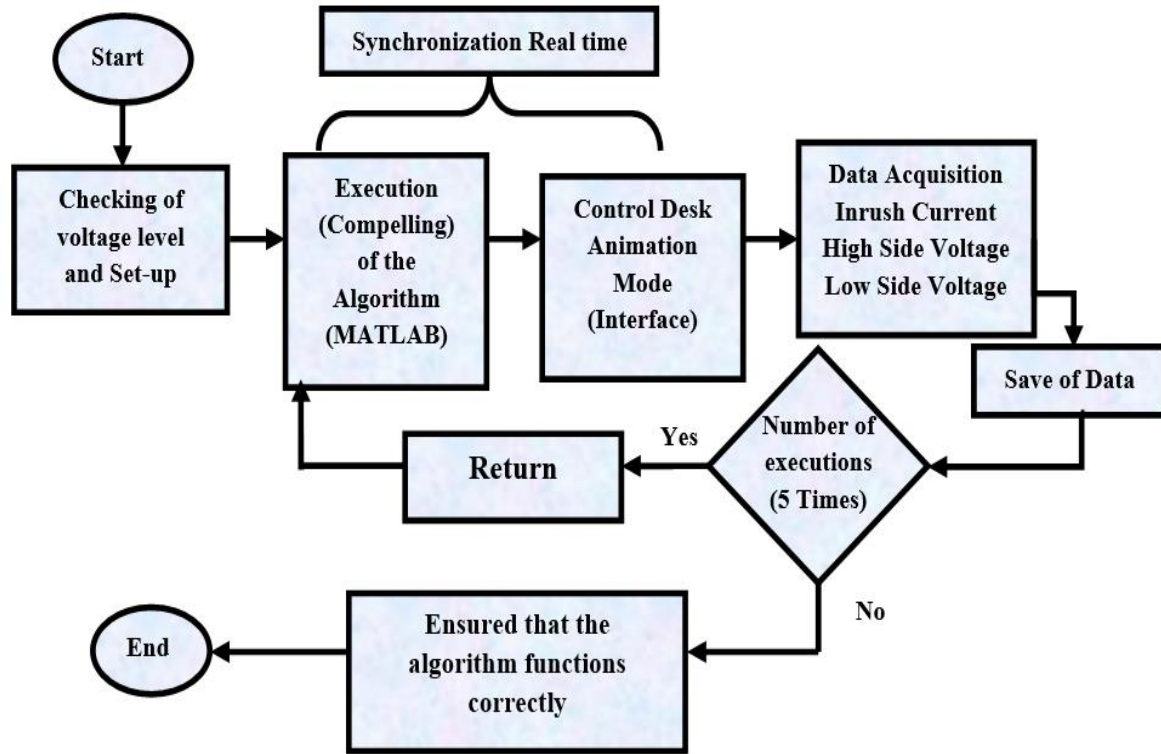 Start
Synchronization Real time
Checking of
voltage level
and Set-up
Execution
(Compelling)
of the
Algorithm
(MATLAB)
Control Desk
Animation
Mode
(Interface)
Data Acquisition
Inrush Current
High Side Voltage
Low Side Voltage
Save of Data
Number of
executions
(5 Times)
Yes
Return
No
Ensured that the
algorithm functions
correctly
End